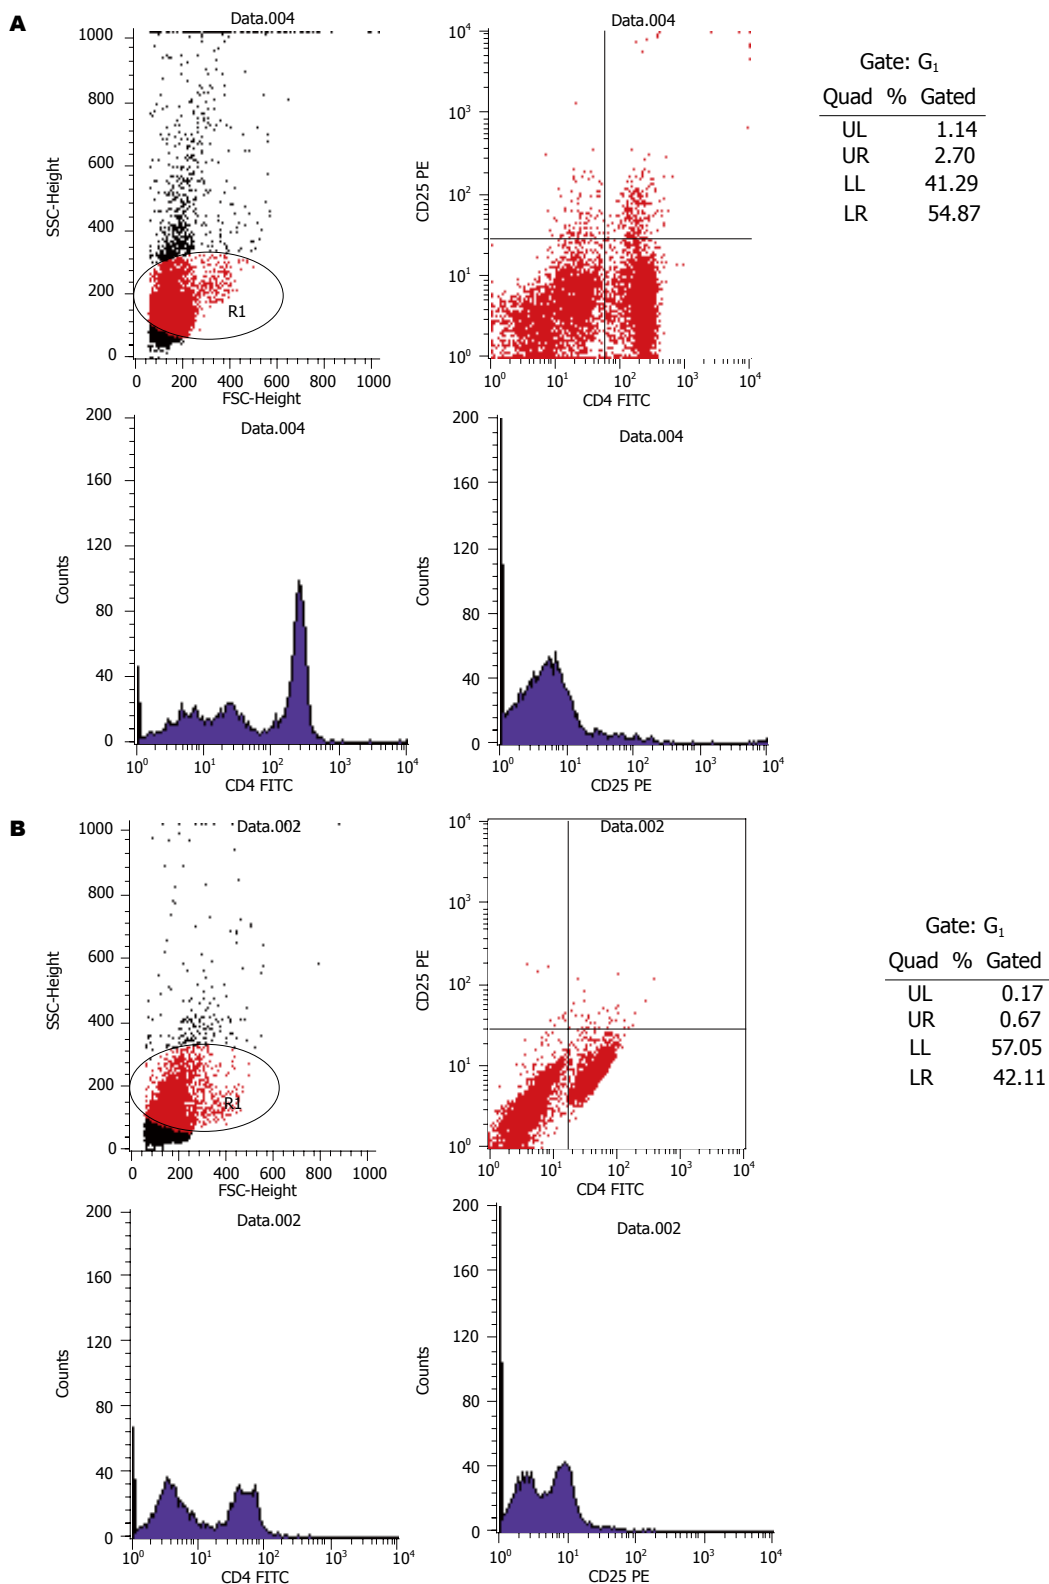 A
Data.004
1000
800
600
400
200
0
SSC-Height
R1
0 200 400 600 800 1000
FSC-Height
Data.004
10⁴
10³
10²
10¹
10⁰
CD25 PE
10⁰ 10¹ 10² 10³ 10⁴
CD4 FITC
Gate: G₁
Quad % Gated
UL 1.14
UR 2.70
LL 41.29
LR 54.87
Data.004
200
160
120
80
40
0
Counts
10⁰ 10¹ 10² 10³ 10⁴
CD4 FITC
Data.004
200
160
120
80
40
0
Counts
10⁰ 10¹ 10² 10³ 10⁴
CD25 PE
B
Data.002
1000
800
600
400
200
0
SSC-Height
R1
0 200 400 600 800 1000
FSC-Height
Data.002
10⁴
10³
10²
10¹
10⁰
CD25 PE
10⁰ 10¹ 10² 10³ 10⁴
CD4 FITC
Gate: G₁
Quad % Gated
UL 0.17
UR 0.67
LL 57.05
LR 42.11
Data.002
200
160
120
80
40
0
Counts
10⁰ 10¹ 10² 10³ 10⁴
CD4 FITC
Data.002
200
160
120
80
40
0
Counts
10⁰ 10¹ 10² 10³ 10⁴
CD25 PE